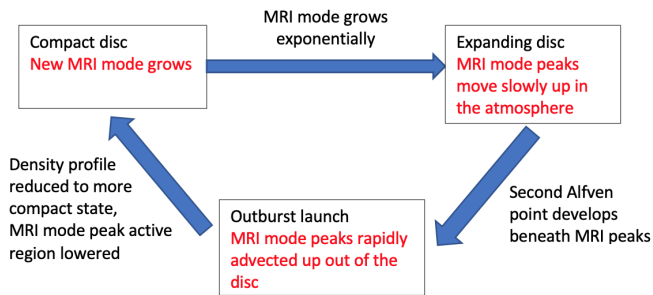 MRI mode grows
exponentially
Compact disc
New MRI mode grows
Expanding disc
MRI mode peaks
move slowly up in
the atmosphere
Second Alfven
point develops
beneath MRI peaks
Outburst launch
MRI mode peaks rapidly
advected up out of the
disc
Density profile
reduced to more
compact state,
MRI mode peak active
region lowered